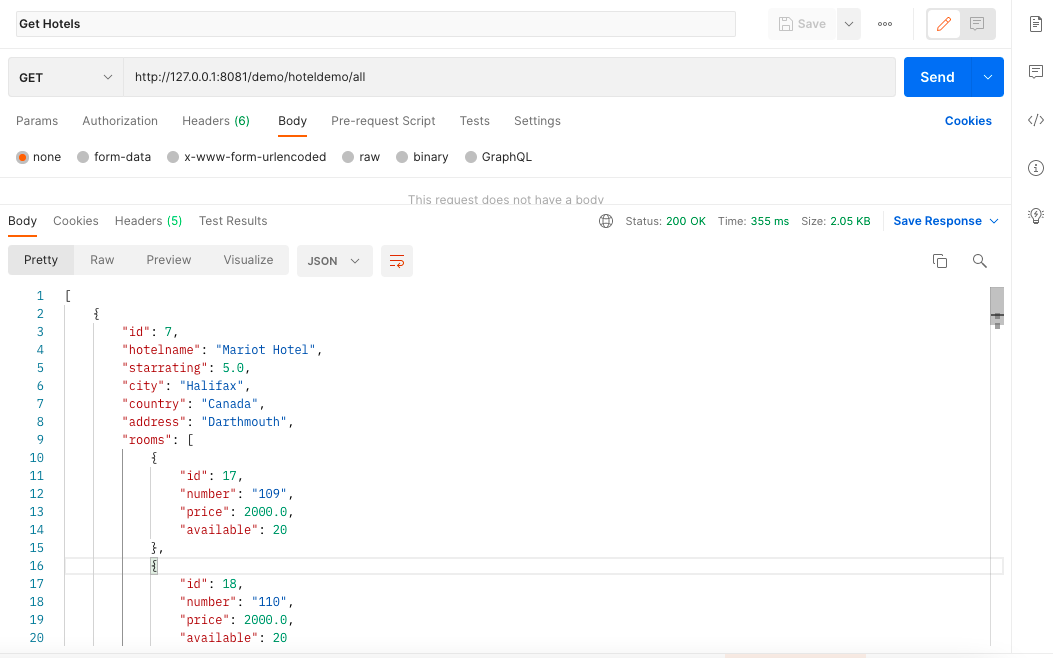 Get Hotels
Save
GET
http://127.0.0.1:8081/demo/hoteldemo/all
Send
Params Authorization Headers (6) Body Pre-request Script Tests Settings Cookies
none form-data x-www-form-urlencoded raw binary GraphQL
This request does not have a body
Body Cookies Headers (5) Test Results Status: 200 OK Time: 355 ms Size: 2.05 KB Save Response
Pretty Raw Preview Visualize JSON
1 [
2 {
3 "id": 7,
4 "hotelname": "Mariot Hotel",
5 "starrating": 5.0,
6 "city": "Halifax",
7 "country": "Canada",
8 "address": "Darthmouth",
9 "rooms": [
10 {
11 "id": 17,
12 "number": "109",
13 "price": 2000.0,
14 "available": 20
15 },
16 {
17 "id": 18,
18 "number": "110",
19 "price": 2000.0,
20 "available": 20